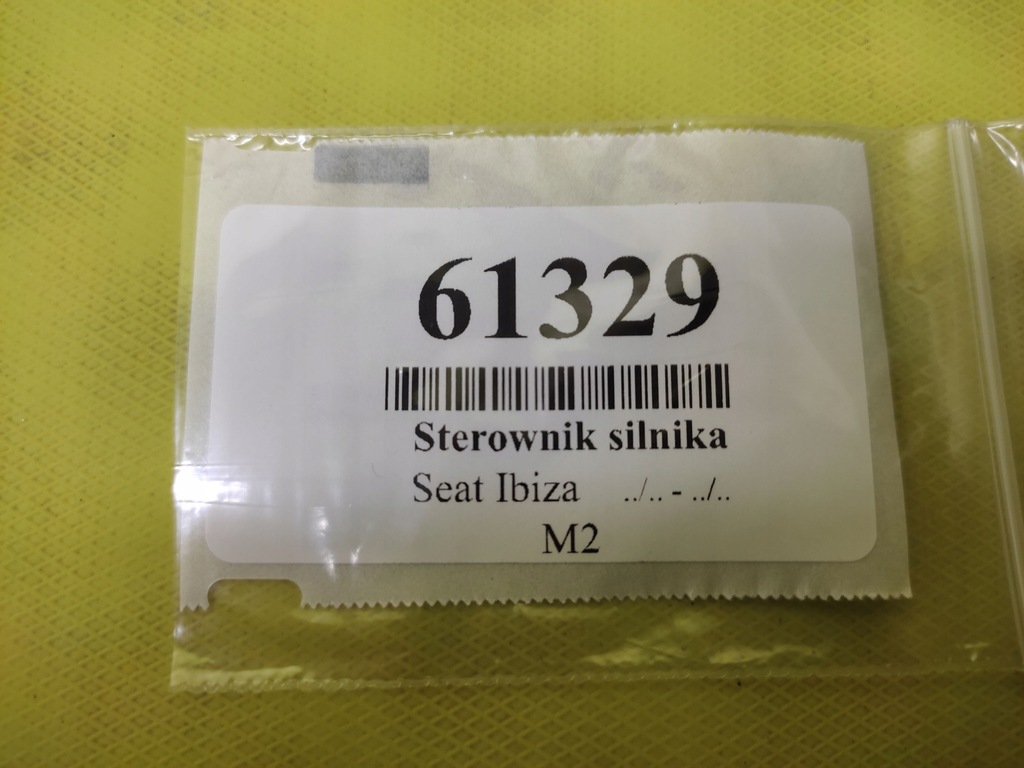 61329
Sterownik silnika
Seat Ibiza ../.. - ../..
M2